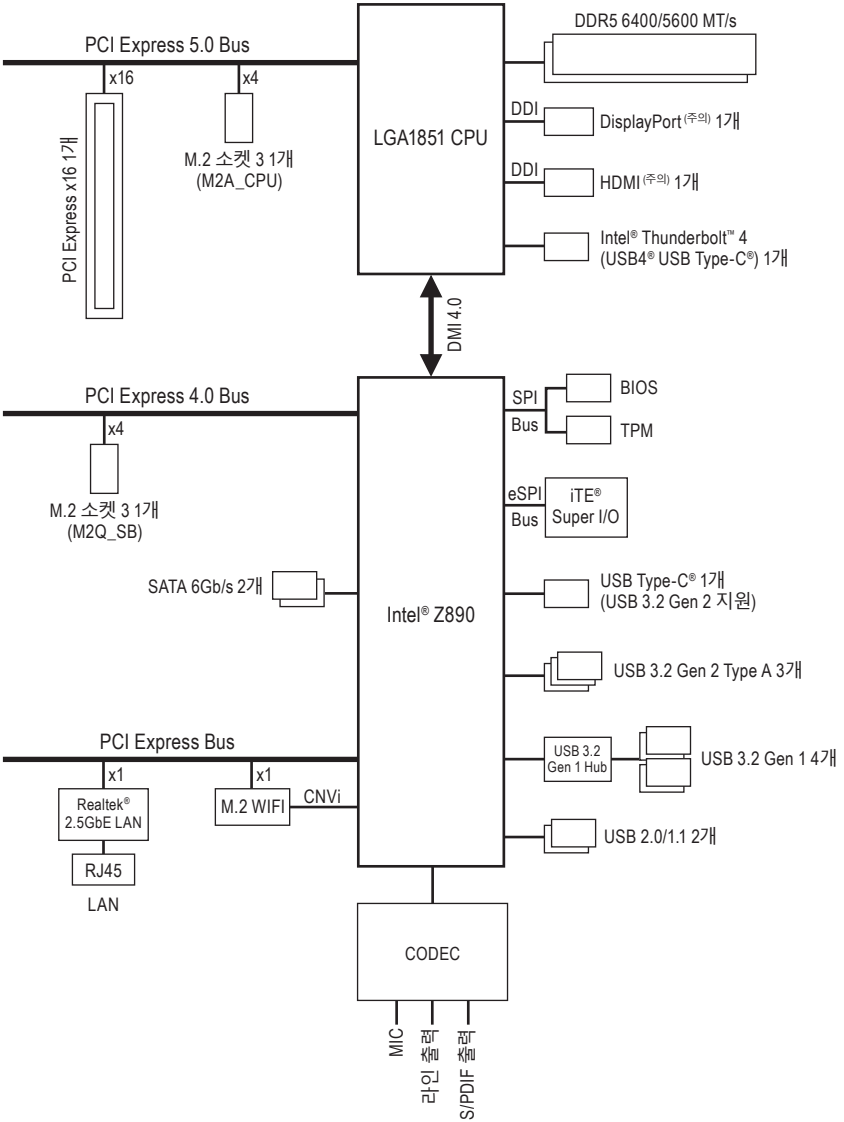 DDR5 6400/5600 MT/s
PCI Express 5.0 Bus
x16
x4
PCI Express x16 1개
M.2 소켓 3 1개
(M2A_CPU)
LGA1851 CPU
DDI
DisplayPort (주의) 1개
DDI
HDMI (주의) 1개
Intel® Thunderbolt™ 4
(USB4® USB Type-C®) 1개
DMI 4.0
PCI Express 4.0 Bus
x4
M.2 소켓 3 1개
(M2Q_SB)
SPI
Bus
BIOS
TPM
eSPI
Bus
iTE®
Super I/O
SATA 6Gb/s 2개
Intel® Z890
USB Type-C® 1개
(USB 3.2 Gen 2 지원)
USB 3.2 Gen 2 Type A 3개
PCI Express Bus
x1
x1
Realtek®
2.5GbE LAN
M.2 WIFI
CNVi
RJ45
LAN
USB 3.2
Gen 1 Hub
USB 3.2 Gen 1 4개
USB 2.0/1.1 2개
CODEC
MIC
라인 출력
S/PDIF 출력